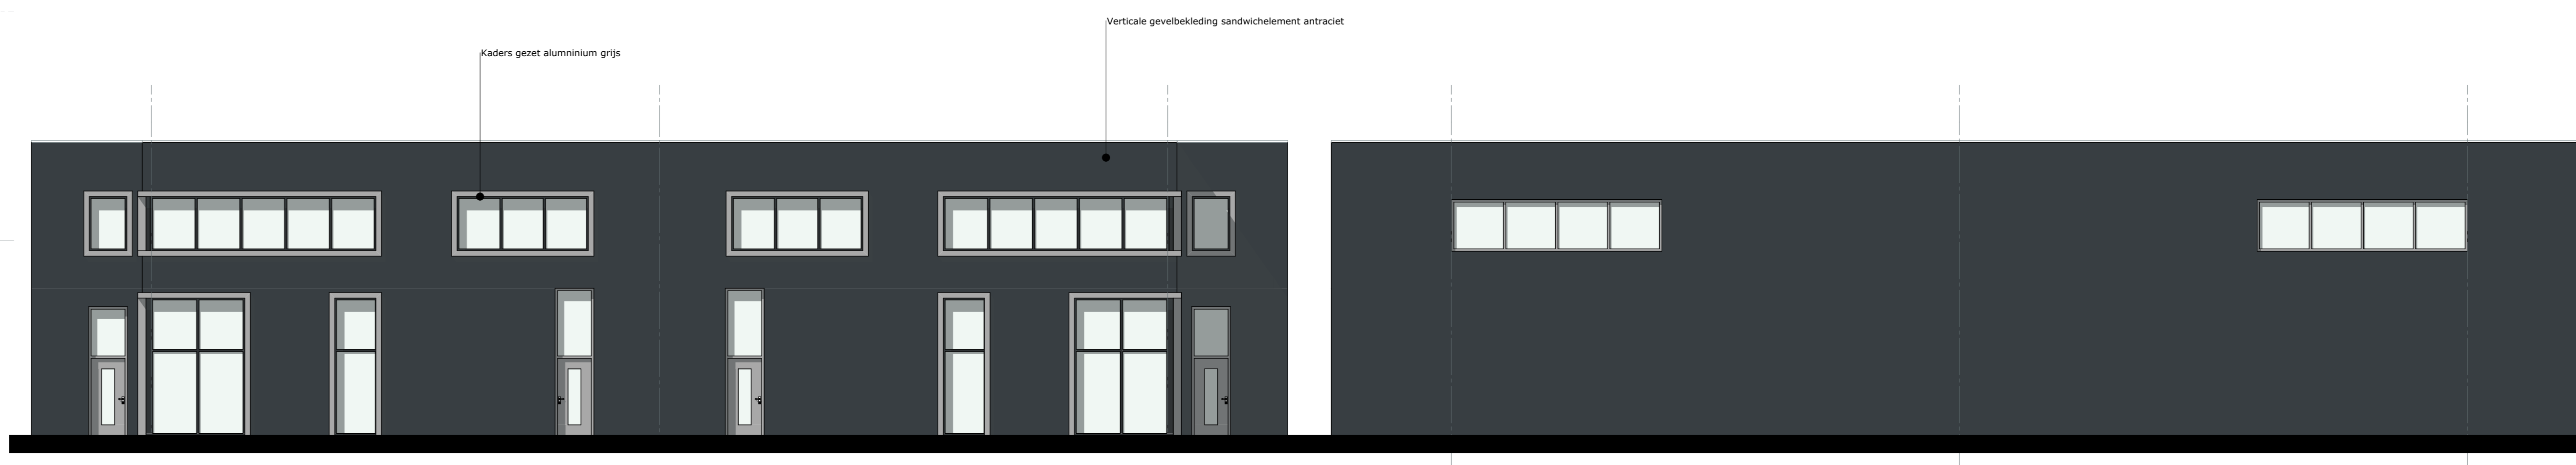 Verticale gevelbekleding sandwichelement antraciet
Kaders gezet alumninium grijs